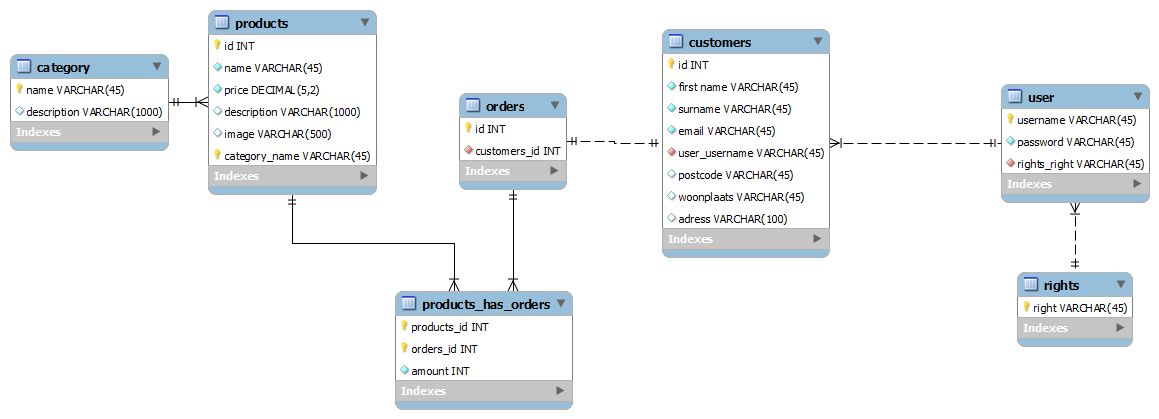 category
name VARCHAR(45)
description VARCHAR(1000)
Indexes
products
id INT
name VARCHAR(45)
price DECIMAL(5,2)
description VARCHAR(1000)
image VARCHAR(500)
category_name VARCHAR(45)
Indexes
orders
id INT
customers_id INT
Indexes
products_has_orders
products_id INT
orders_id INT
amount INT
Indexes
customers
id INT
first name VARCHAR(45)
surname VARCHAR(45)
email VARCHAR(45)
user_username VARCHAR(45)
postcode VARCHAR(45)
woonplaats VARCHAR(45)
adress VARCHAR(100)
Indexes
user
username VARCHAR(45)
password VARCHAR(45)
rights_right VARCHAR(45)
Indexes
rights
right VARCHAR(45)
Indexes